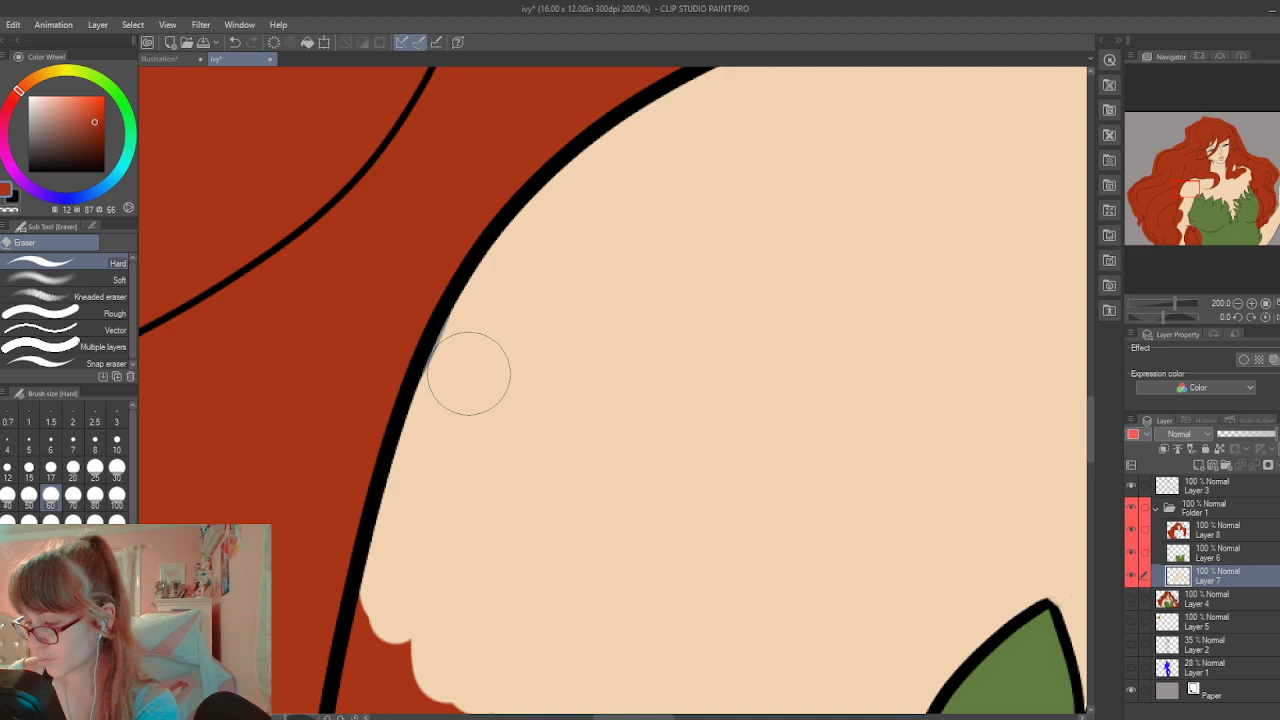 ivy* (16.00 x 12.00in 300dpi 200.0%) - CLIP STUDIO PAINT PRO
Edit Animation Layer Select View Filter Window Help
Illustration* ivy*
Color Wheel
12 87 66
Sub Tool [Eraser]
Eraser
Hard
Soft
Kneaded eraser
Rough
Vector
Multiple layers
Snap eraser
Brush size [Hard]
0.7 1 1.5 2 2.5 3
4 5 6 7 8 10
12 15 17 20 25 30
40 50 60 70 80 100
Navigator
200.0
0.0
Layer Property
Effect
Expression color
Color
Layer History Auto Action
Normal
100 % Normal
Layer 3
100 % Normal
Folder 1
100 % Normal
Layer 8
100 % Normal
Layer 6
100 % Normal
Layer 7
100 % Normal
Layer 4
100 % Normal
Layer 5
35 % Normal
Layer 2
28 % Normal
Layer 1
Paper